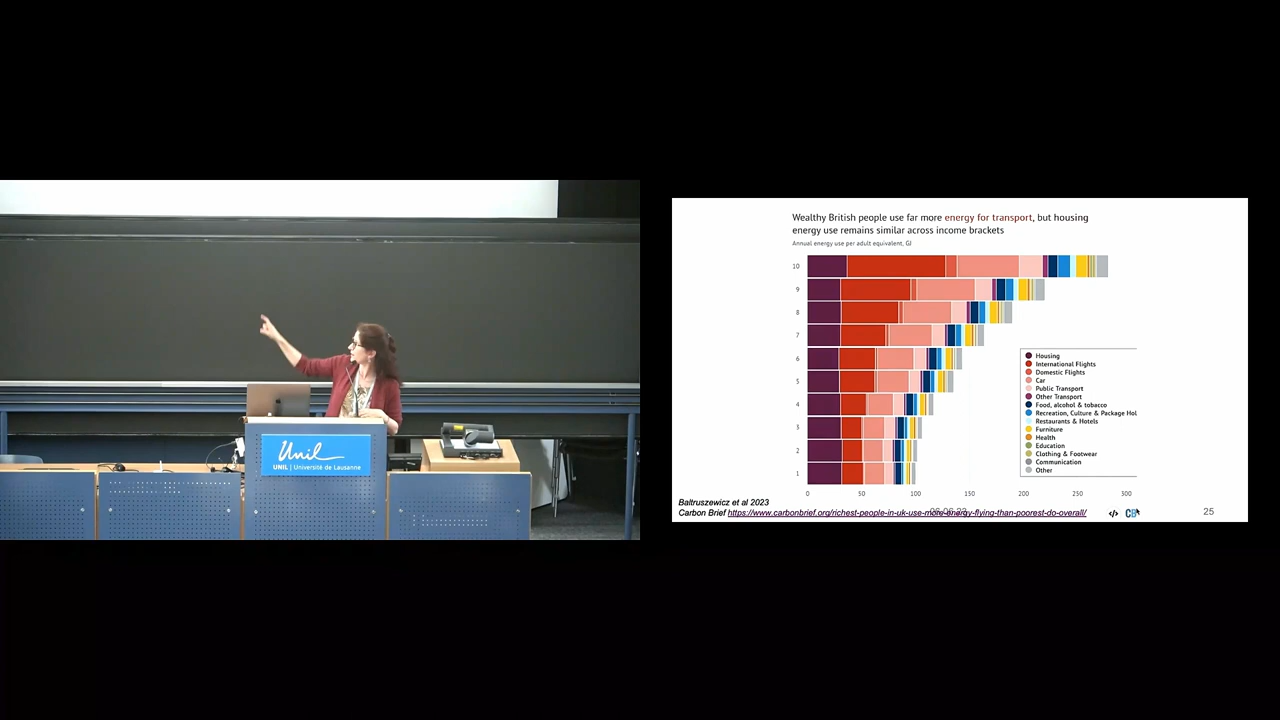 Unil
UNIL | Université de Lausanne
Wealthy British people use far more energy for transport, but housing
energy use remains similar across income brackets
Annual energy use per adult equivalent, GJ
10
9
8
7
6
5
4
3
2
1
Housing
International Flights
Domestic Flights
Car
Public Transport
Other Transport
Food, alcohol & tobacco
Recreation, Culture & Package Hol
Restaurants & Hotels
Furniture
Health
Education
Clothing & Footwear
Communication
Other
0 50 100 150 200 250 300
Baltruszewicz et al 2023
Carbon Brief https://www.carbonbrief.org/richest-people-in-uk-use-more-energy-flying-than-poorest-do-overall/
</> CB
25